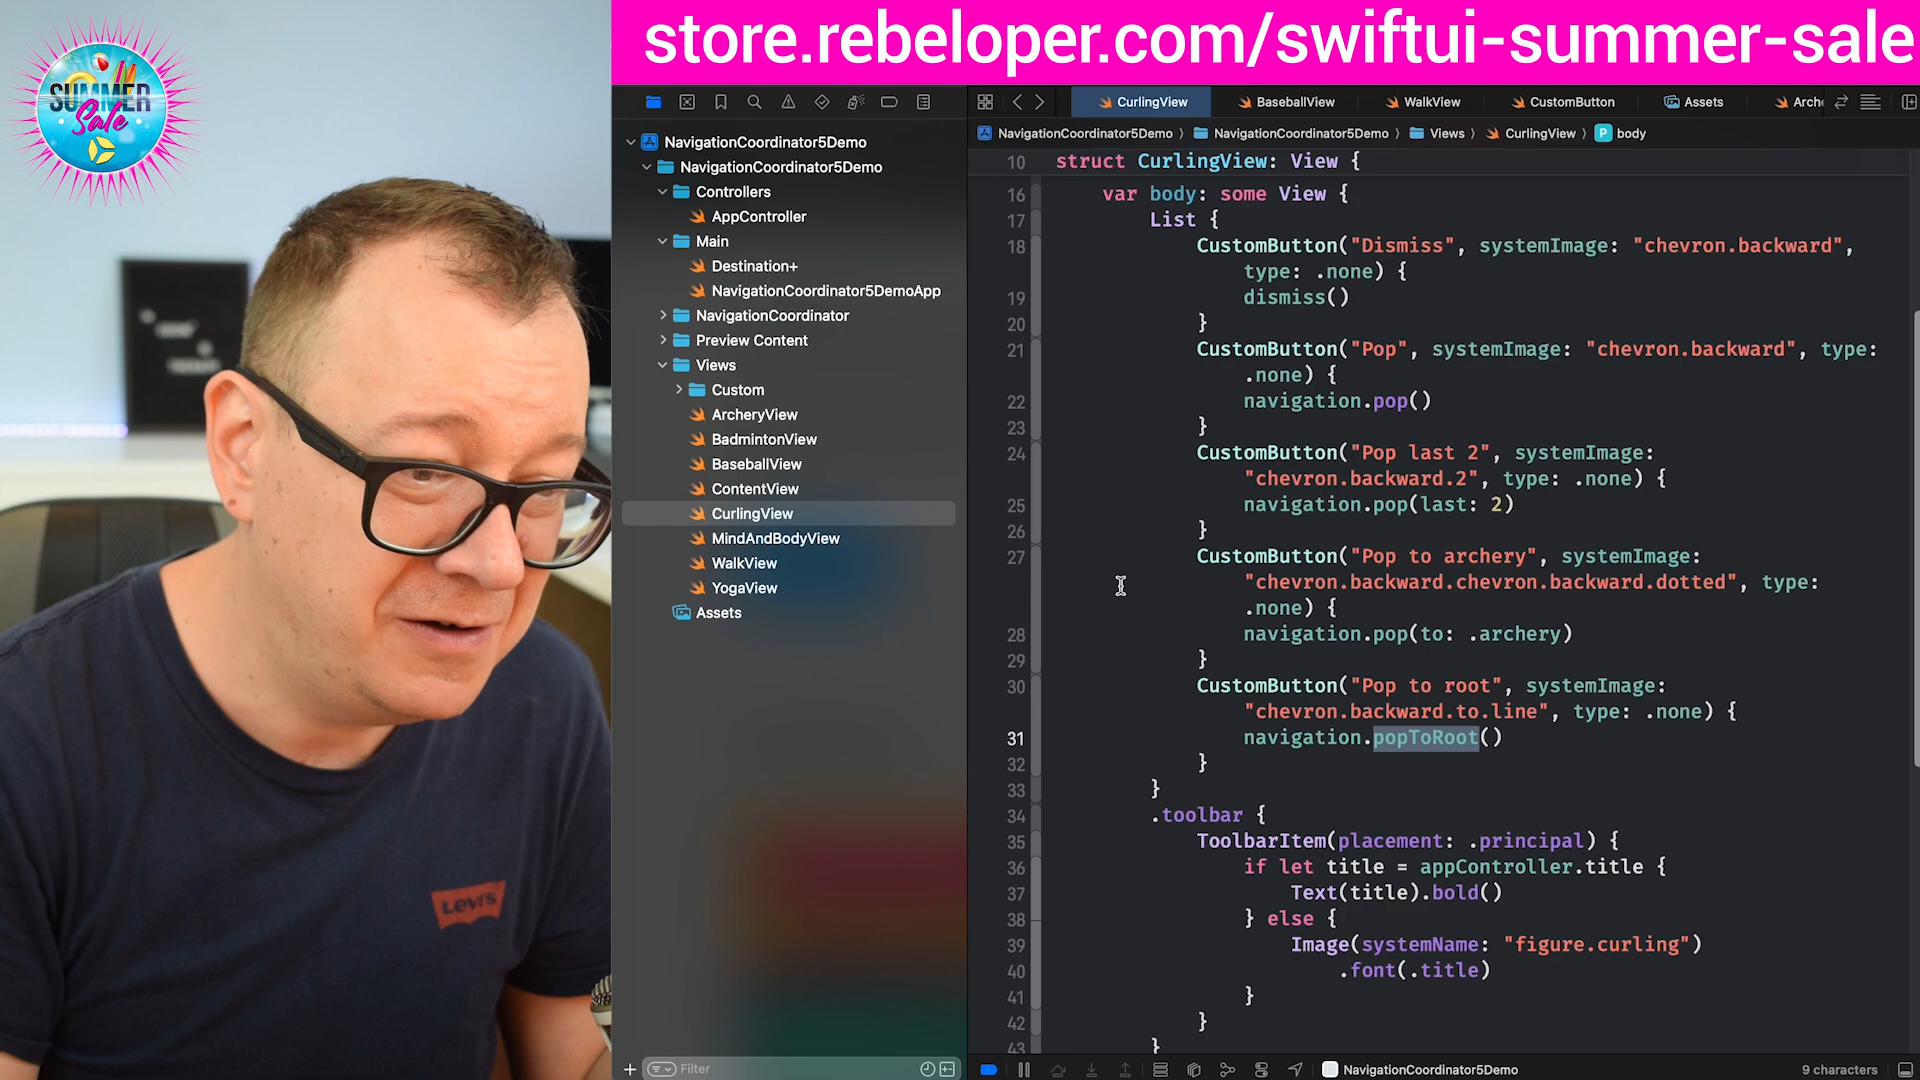 store.rebeloper.com/swiftui-summer-sale
SUMMER
Sale
CurlingView
BaseballView
WalkView
CustomButton
Assets
Arch
NavigationCoordinator5Demo
NavigationCoordinator5Demo
Views
CurlingView
P
body
NavigationCoordinator5Demo
NavigationCoordinator5Demo
Controllers
AppController
Main
Destination+
NavigationCoordinator5DemoApp
NavigationCoordinator
Preview Content
Views
Custom
ArcheryView
BadmintonView
BaseballView
ContentView
CurlingView
MindAndBodyView
WalkView
YogaView
Assets
Filter
10 struct CurlingView: View {
16 var body: some View {
17 List {
18 CustomButton("Dismiss", systemImage: "chevron.backward",
type: .none) {
19 dismiss()
20 }
21 CustomButton("Pop", systemImage: "chevron.backward", type:
.none) {
22 navigation.pop()
23 }
24 CustomButton("Pop last 2", systemImage:
"chevron.backward.2", type: .none) {
25 navigation.pop(last: 2)
26 }
27 CustomButton("Pop to archery", systemImage:
"chevron.backward.chevron.backward.dotted", type:
.none) {
28 navigation.pop(to: .archery)
29 }
30 CustomButton("Pop to root", systemImage:
"chevron.backward.to.line", type: .none) {
31 navigation.popToRoot()
32 }
33 }
34 .toolbar {
35 ToolbarItem(placement: .principal) {
36 if let title = appController.title {
37 Text(title).bold()
38 } else {
39 Image(systemName: "figure.curling")
40 .font(.title)
41 }
42 }
43 }
NavigationCoordinator5Demo
9 characters
Levi's